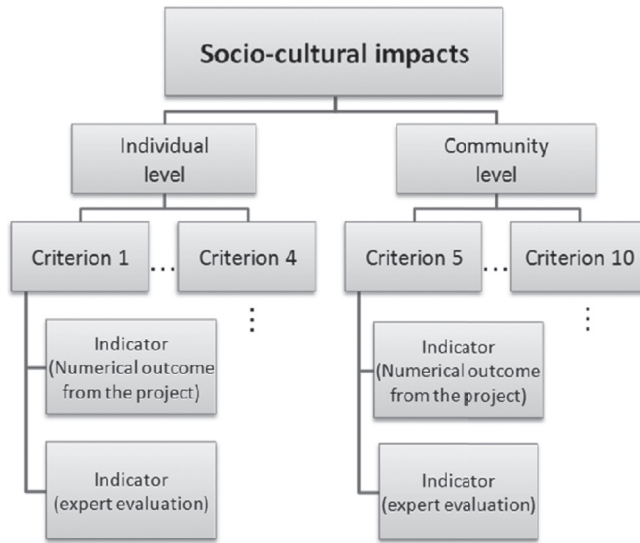 Socio-cultural impacts
Individual
level
Community
level
Criterion 1
...
Criterion 4
Criterion 5
...
Criterion 10
Indicator
(Numerical outcome
from the project)
Indicator
(Numerical outcome
from the project)
Indicator
(expert evaluation)
Indicator
(expert evaluation)